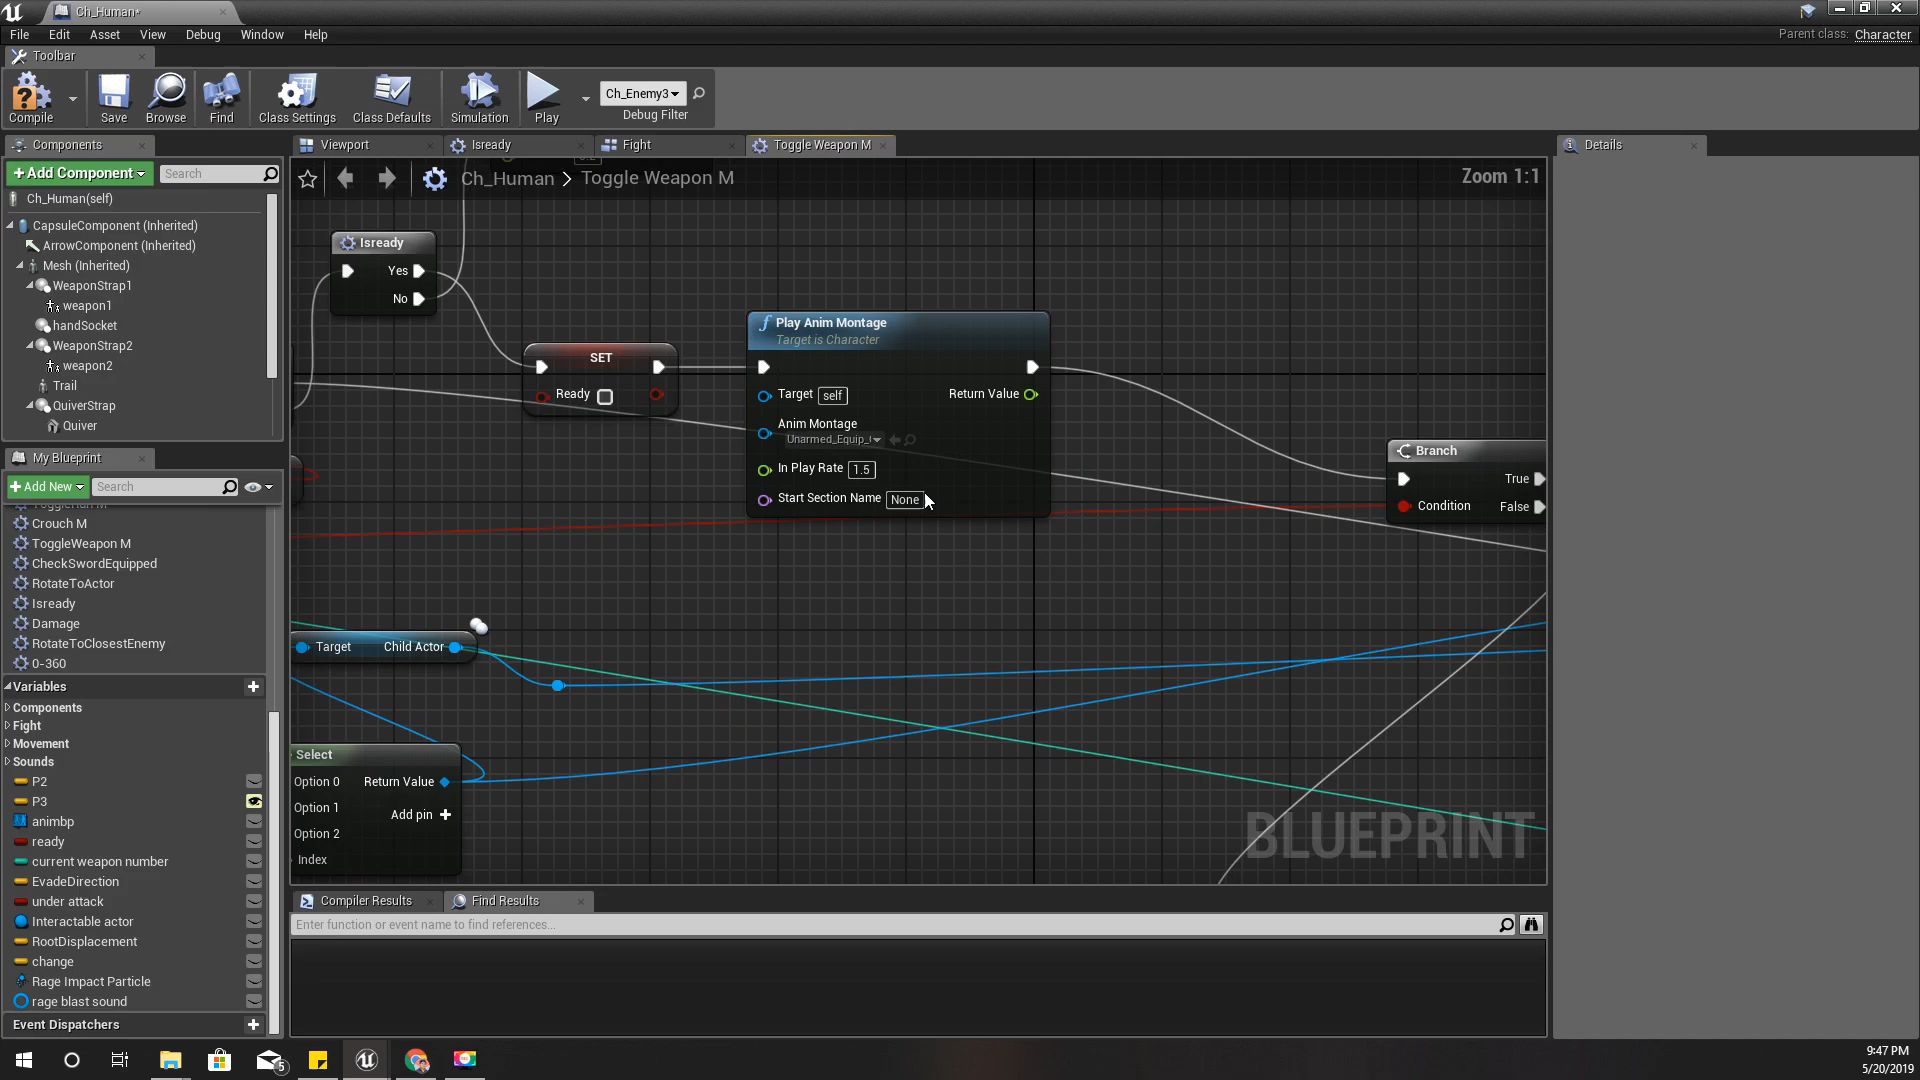 Ch_Human*
File Edit Asset View Debug Window Help
Parent class: Character
Toolbar
Compile Save Browse Find Class Settings Class Defaults Simulation Play
Ch_Enemy3
Debug Filter
Components
+Add Component Search
Ch_Human(self)
CapsuleComponent (Inherited)
ArrowComponent (Inherited)
Mesh (Inherited)
WeaponStrap1
weapon1
handSocket
WeaponStrap2
weapon2
Trail
QuiverStrap
Quiver
My Blueprint
+Add New Search
Crouch M
ToggleWeapon M
CheckSwordEquipped
RotateToActor
Isready
Damage
RotateToClosestEnemy
0-360
Variables
Components
Fight
Movement
Sounds
P2
P3
animbp
ready
current weapon number
EvadeDirection
under attack
Interactable actor
RootDisplacement
change
Rage Impact Particle
rage blast sound
Event Dispatchers
Viewport Isready Fight Toggle Weapon M
Ch_Human > Toggle Weapon M
Zoom 1:1
Isready
Yes
No
SET
Ready
Play Anim Montage
Target is Character
Target self
Return Value
Anim Montage
Unarmed_Equip_(
In Play Rate 1.5
Start Section Name None
Branch
True
Condition False
Target Child Actor
Select
Option 0 Return Value
Option 1
Add pin +
Option 2
Index
BLUEPRINT
Compiler Results Find Results
Enter function or event name to find references...
Details
5
9:47 PM
5/20/2019